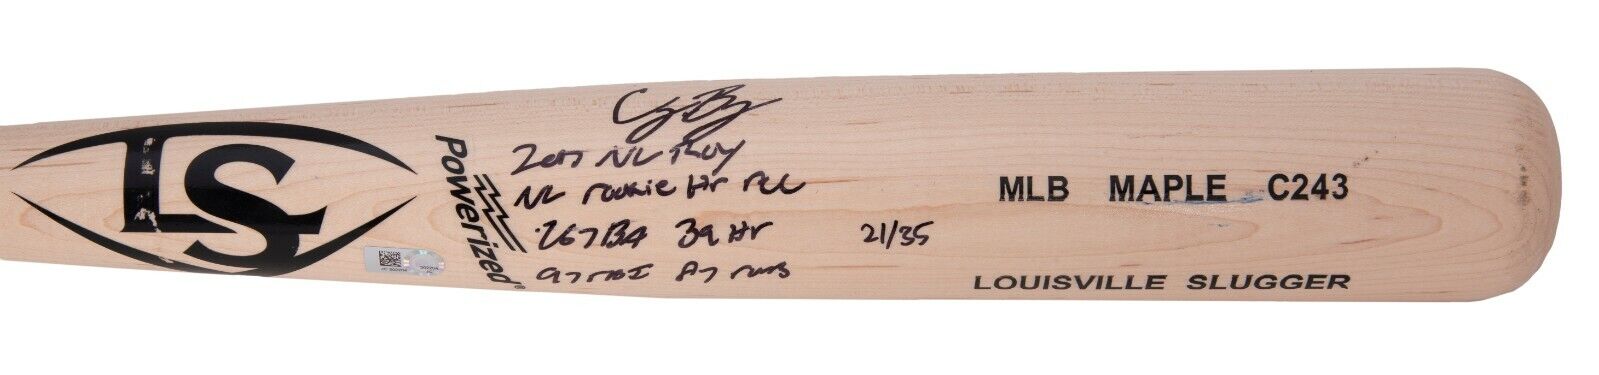 LS
Powerized®
Cody B
2017 NL ROY
NL rookie Hr rec
.267 BA 39 Hr
97 RBI 87 runs
21/35
MLB MAPLE C243
LOUISVILLE SLUGGER